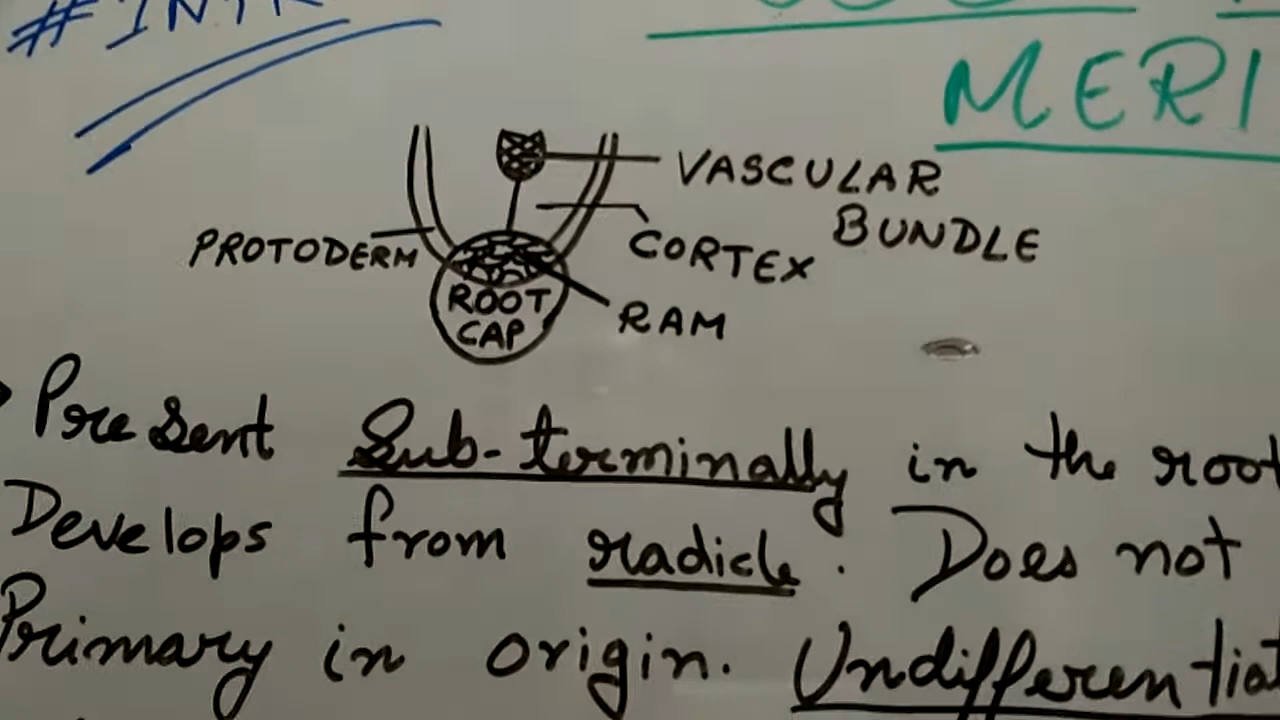 MERI
VASCULAR
BUNDLE
PROTODERM
CORTEX
ROOT
CAP
RAM
Present Sub-terminally in the root
Develops from radicle. Does not
Primary in origin. Undifferentiat